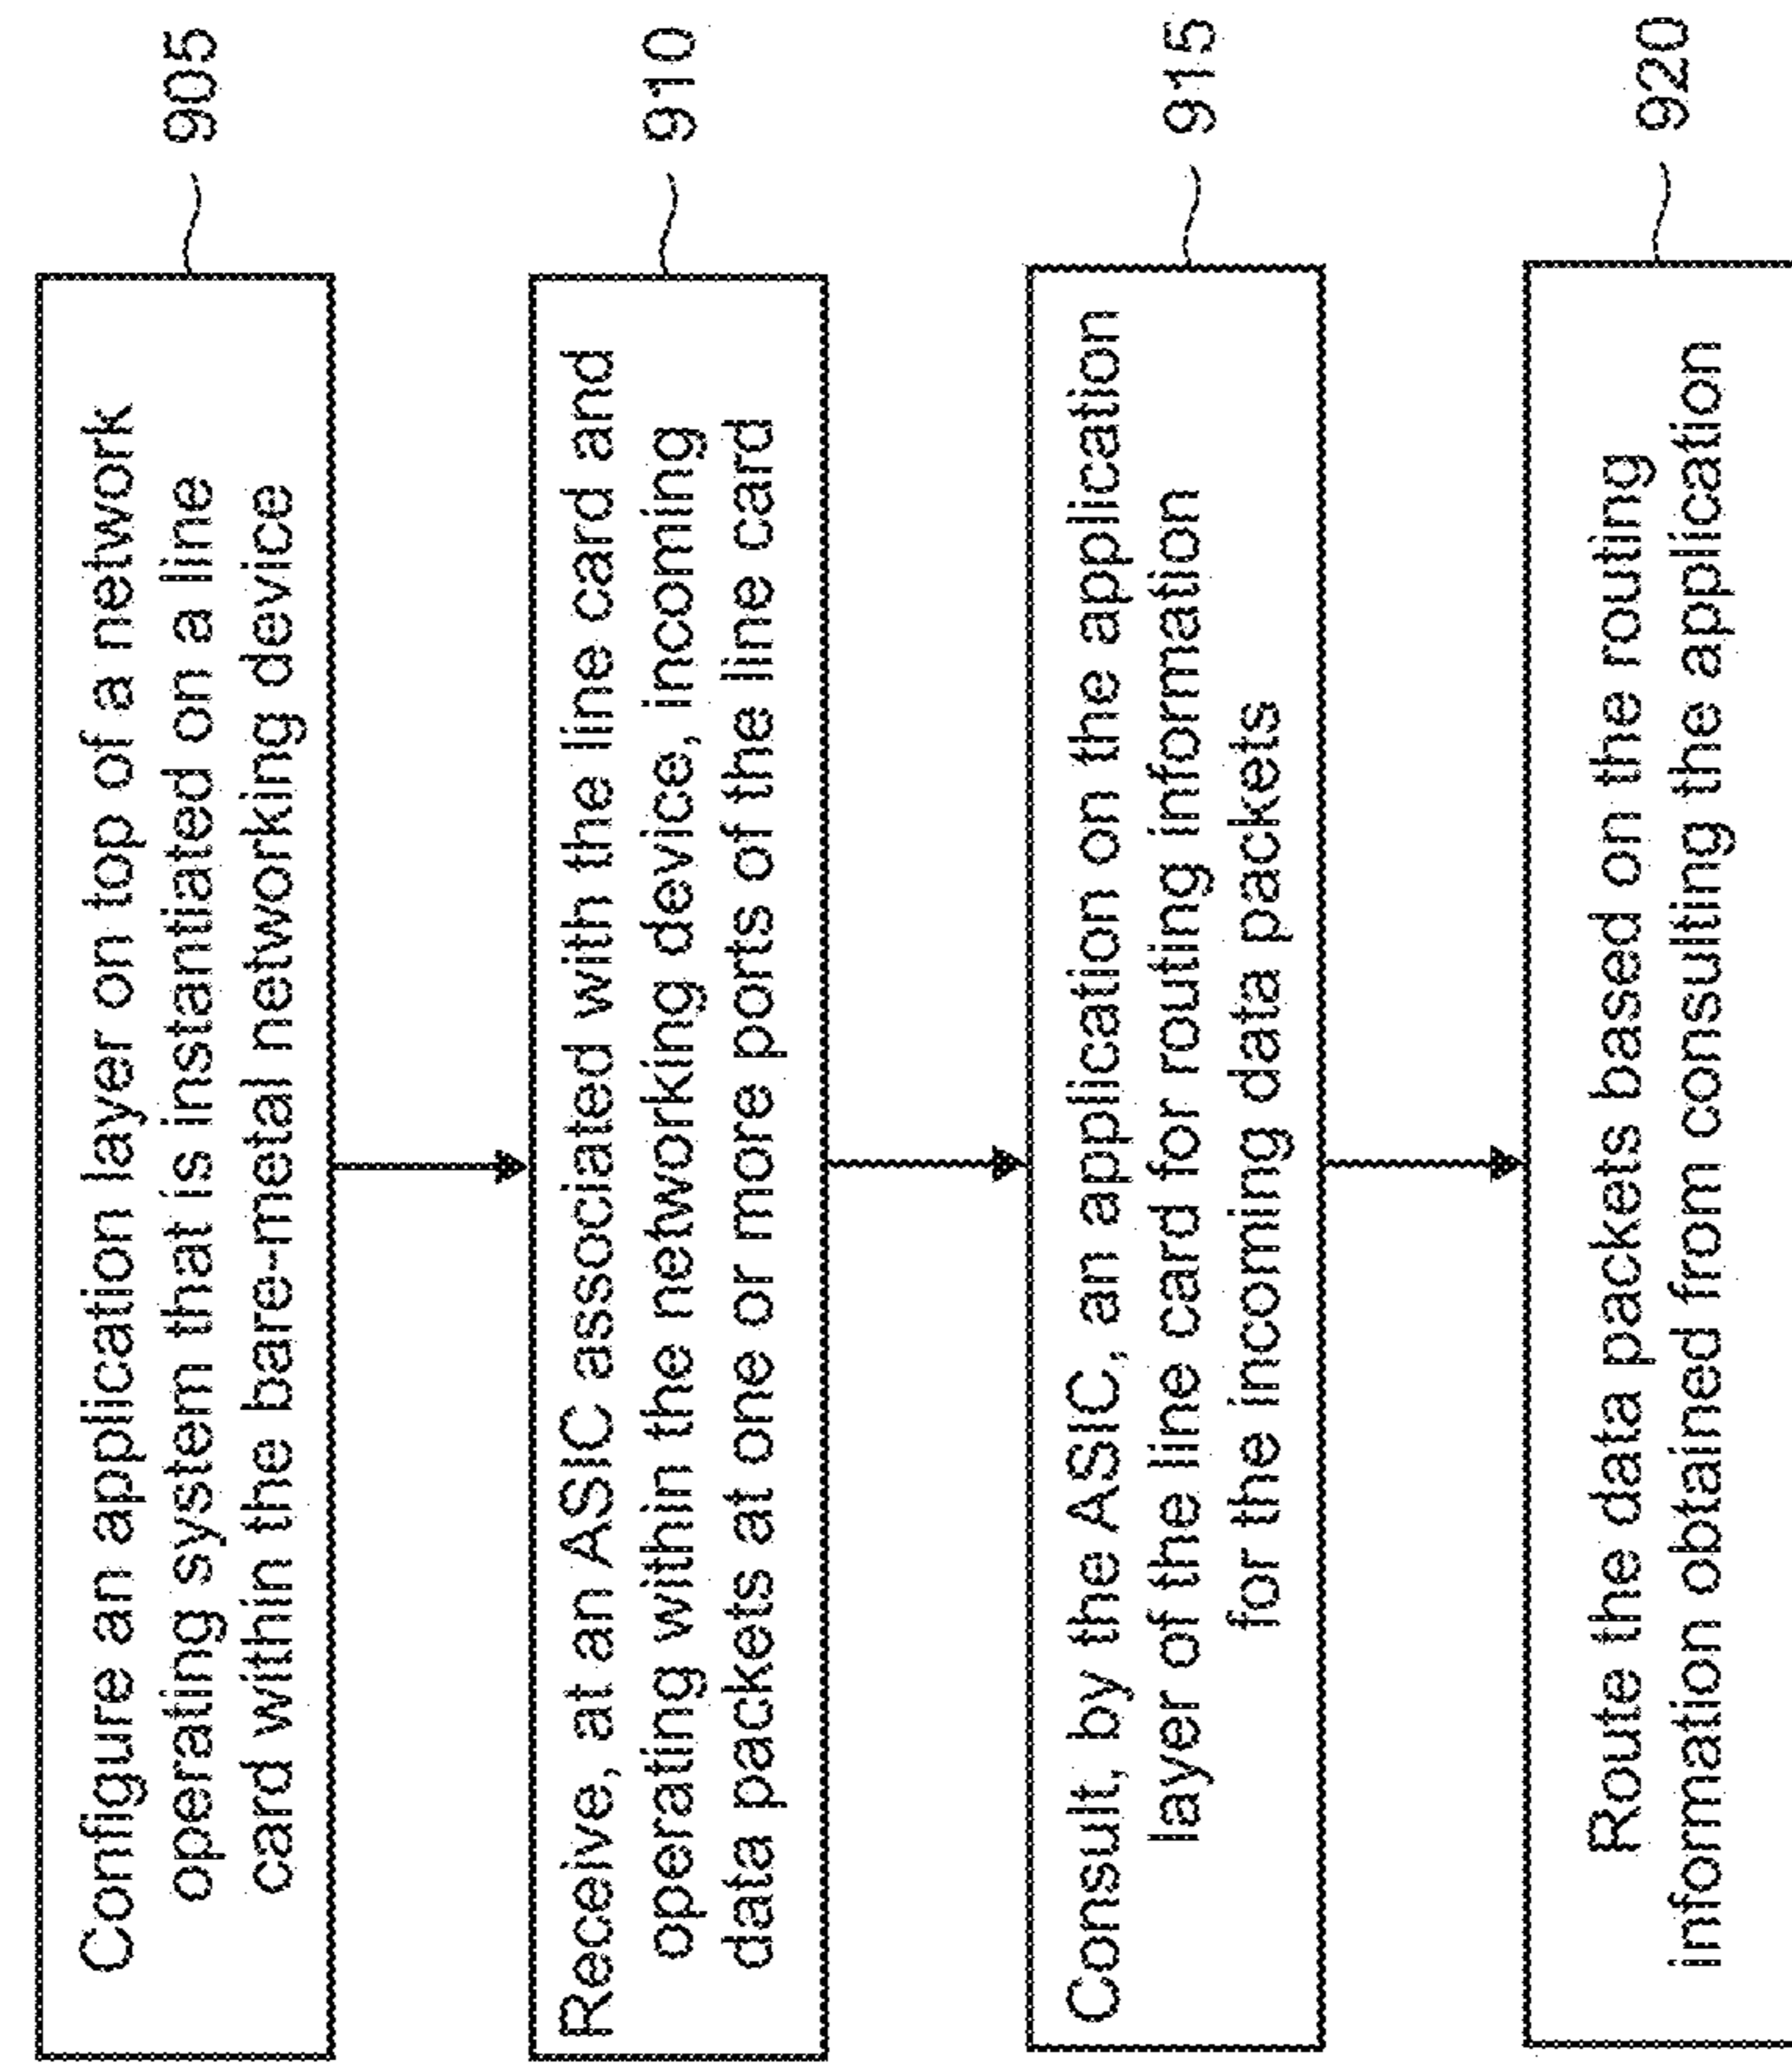 Configure an application layer on top of a network
operating system that is instantiated on a line
card within the bare-metal networking device
905
Receive, at an ASIC associated with the line card and
operating within the networking device, incoming
data packets at one or more ports of the line card
910
Consult, by the ASIC, an application on the application
layer of the line card for routing information
for the incoming data packets
915
Route the data packets based on the routing
information obtained from consulting the application
920